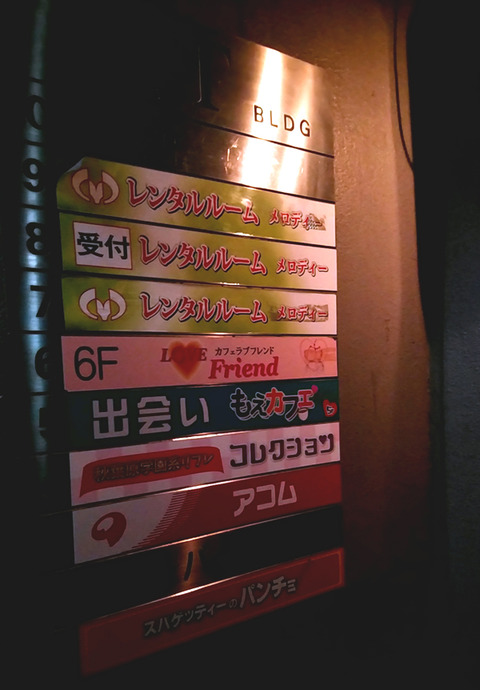 BLDG
9
レンタルルーム メロディー
8
受付 レンタルルーム メロディー
7
レンタルルーム メロディー
6
6F LOVE カフェラブフレンド Friend
出会い もえカフェ
コレクション
アコム
スパゲッティーのパンチョ